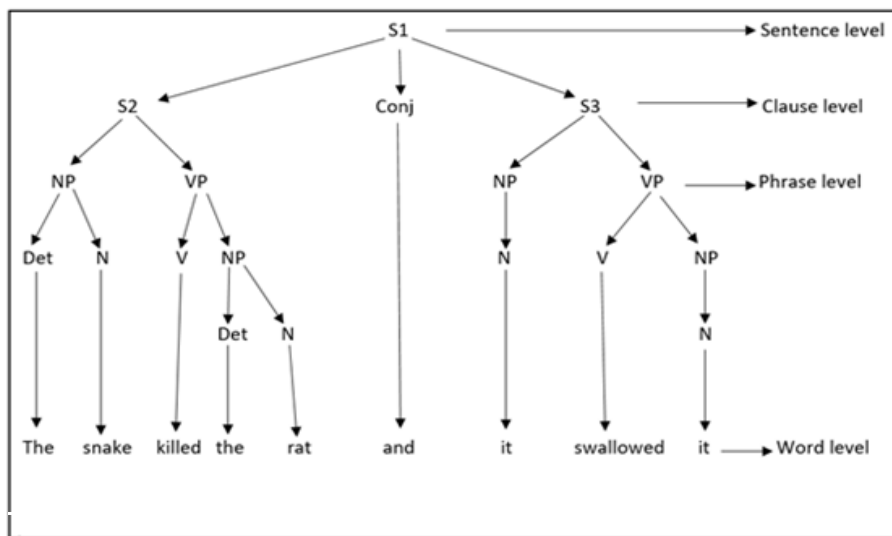 S1 Sentence level
S2 Conj S3 Clause level
NP VP NP VP Phrase level
Det N V NP N V NP
Det N N
The snake killed the rat and it swallowed it Word level